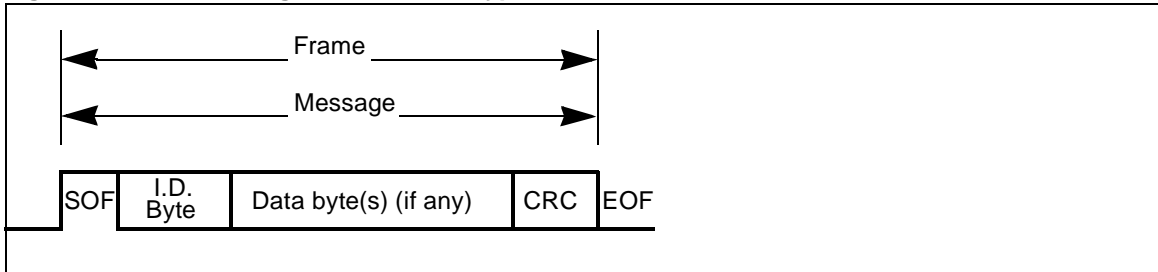 Frame
Message
SOF
I.D.
Byte
Data byte(s) (if any)
CRC
EOF